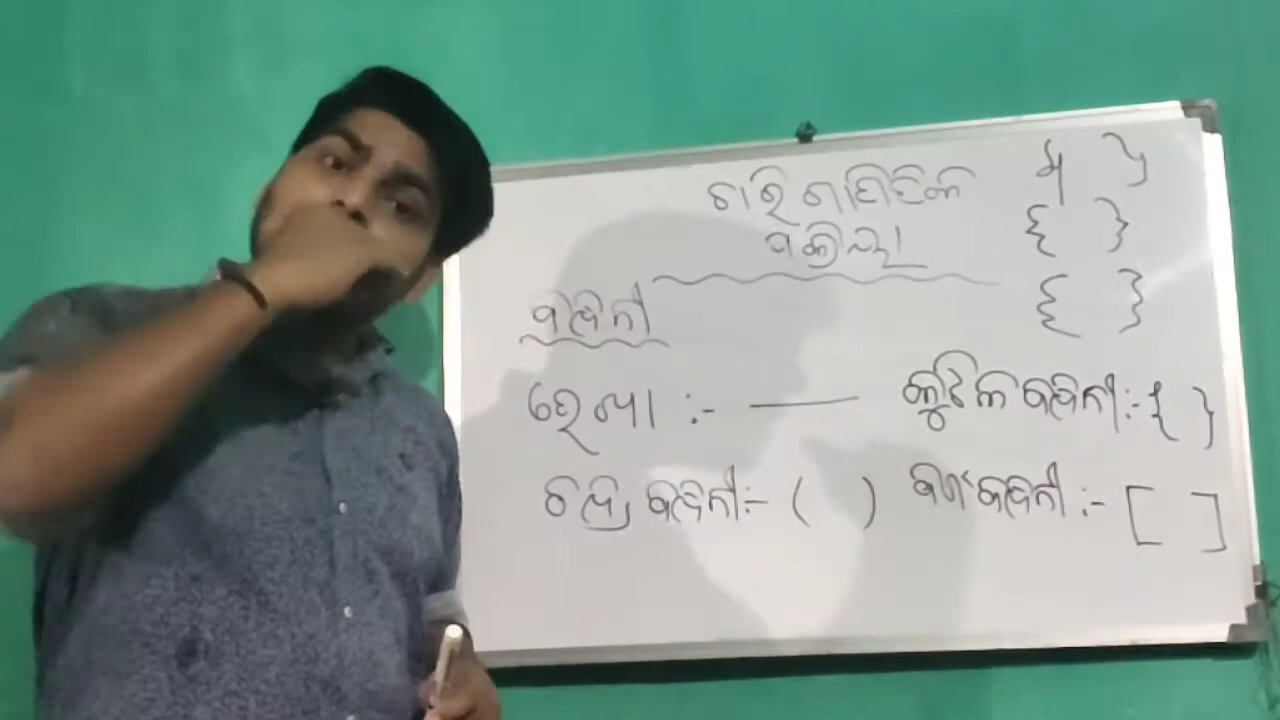 ଚାରି ଗାଣିତିକ { }
ପ୍ରକ୍ରିୟା { }
{ }
ବନ୍ଧନୀ
ରେଖା :- —
କୁଟିଳ ବନ୍ଧନୀ :- { }
ଚନ୍ଦ୍ର ବନ୍ଧନୀ :- ( )
ବର୍ଗ ବନ୍ଧନୀ :- [ ]